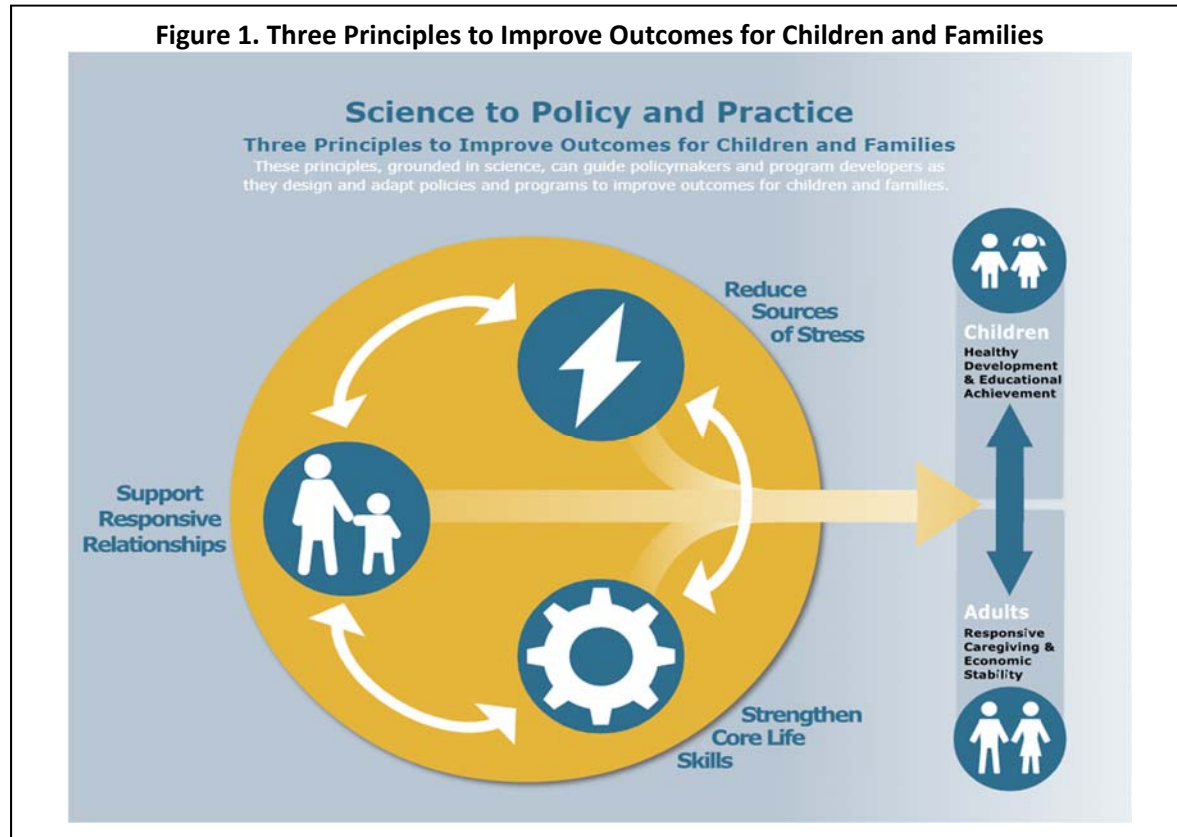 Figure 1. Three Principles to Improve Outcomes for Children and Families
Science to Policy and Practice
Three Principles to Improve Outcomes for Children and Families
These principles, grounded in science, can guide policymakers and program developers as
they design and adapt policies and programs to improve outcomes for children and families.
Reduce
Sources
of Stress
Support
Responsive
Relationships
Strengthen
Core Life
Skills
Children
Healthy
Development
& Educational
Achievement
Adults
Responsive
Caregiving &
Economic
Stability